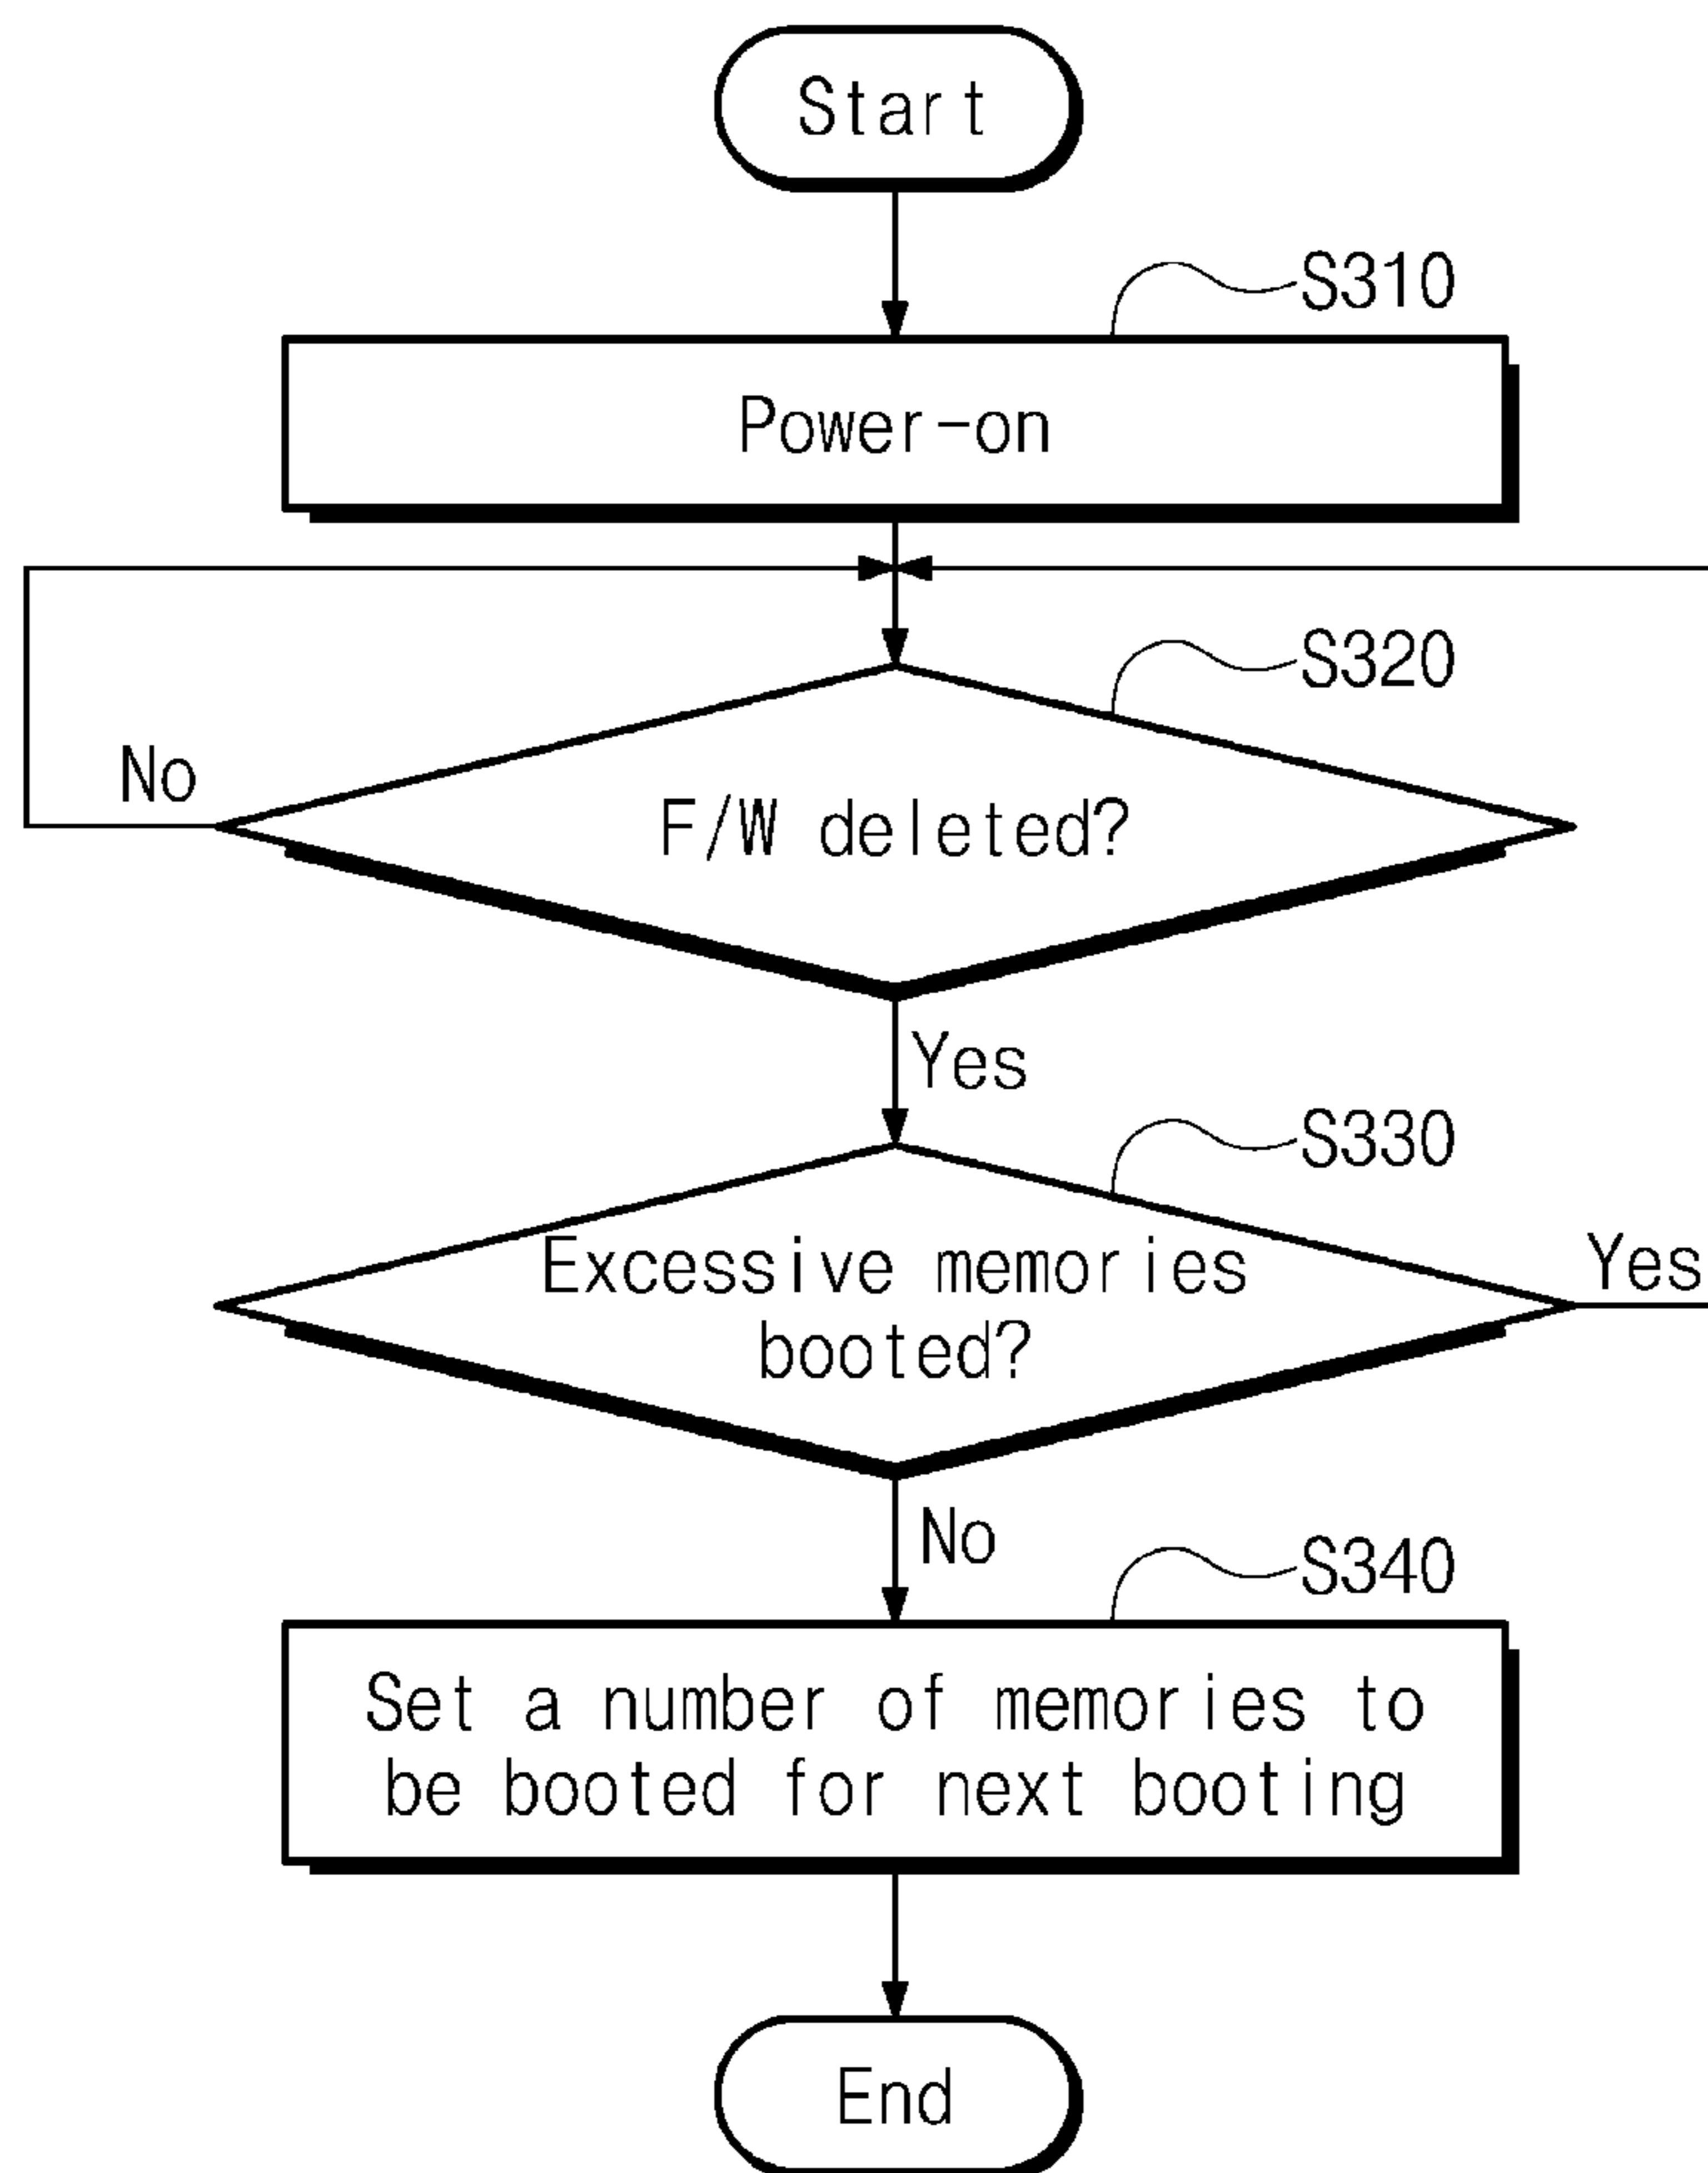 Start
S310
Power-on
S320
No
F/W deleted?
Yes
S330
Yes
Excessive memories
booted?
No
S340
Set a number of memories to
be booted for next booting
End